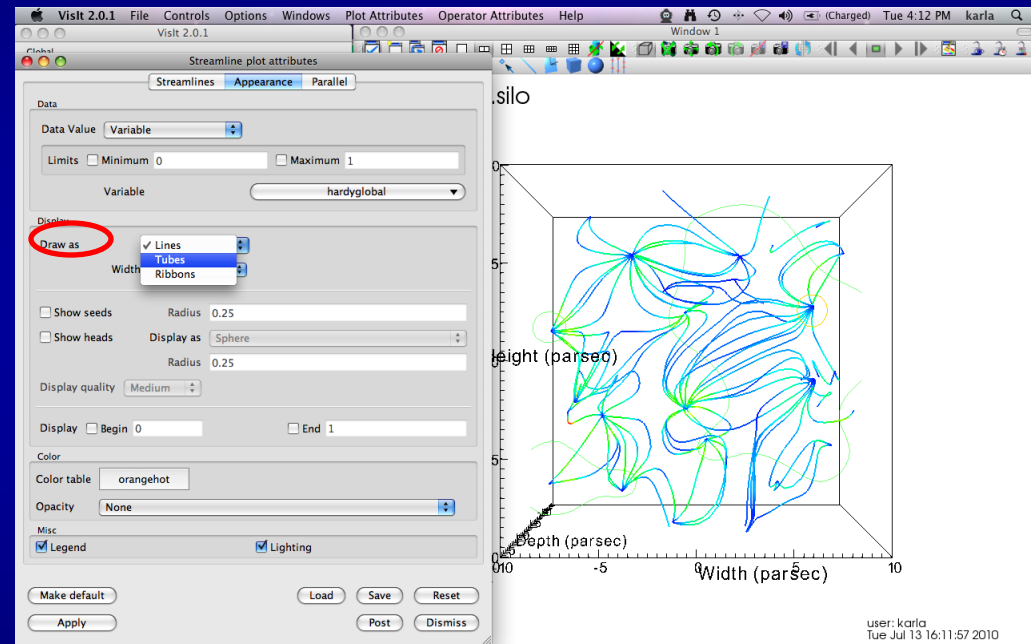 VisIt 2.0.1 File Controls Options Windows Plot Attributes Operator Attributes Help (Charged) Tue 4:12 PM karla
VisIt 2.0.1
Window 1
Global
Streamline plot attributes
Streamlines Appearance Parallel
Data
Data Value Variable
Limits Minimum 0 Maximum 1
Variable hardyglobal
Display
Draw as
Lines
Tubes
Ribbons
Width
Show seeds Radius 0.25
Show heads Display as Sphere
Radius 0.25
Display quality Medium
Display Begin 0 End 1
Color
Color table orangehot
Opacity None
Misc
Legend Lighting
Make default Load Save Reset
Apply Post Dismiss
.silo
eight (parsec)
Depth (parsec)
-5 0 5 10
Width (parsec)
user: karla
Tue Jul 13 16:11:57 2010